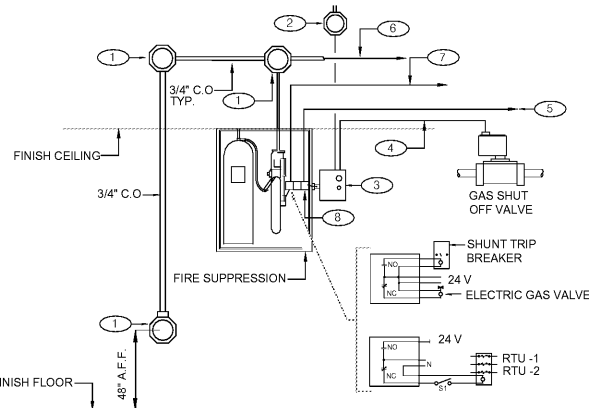 2
1
6
7
3/4" C.O
TYP.
1
5
4
FINISH CEILING
3/4" C.O
3
GAS SHUT
OFF VALVE
8
SHUNT TRIP
BREAKER
NO
24 V
FIRE SUPPRESSION
NC
ELECTRIC GAS VALVE
1
24 V
NO
N
RTU -1
RTU -2
NC
S1
48" A.F.F.
NISH FLOOR